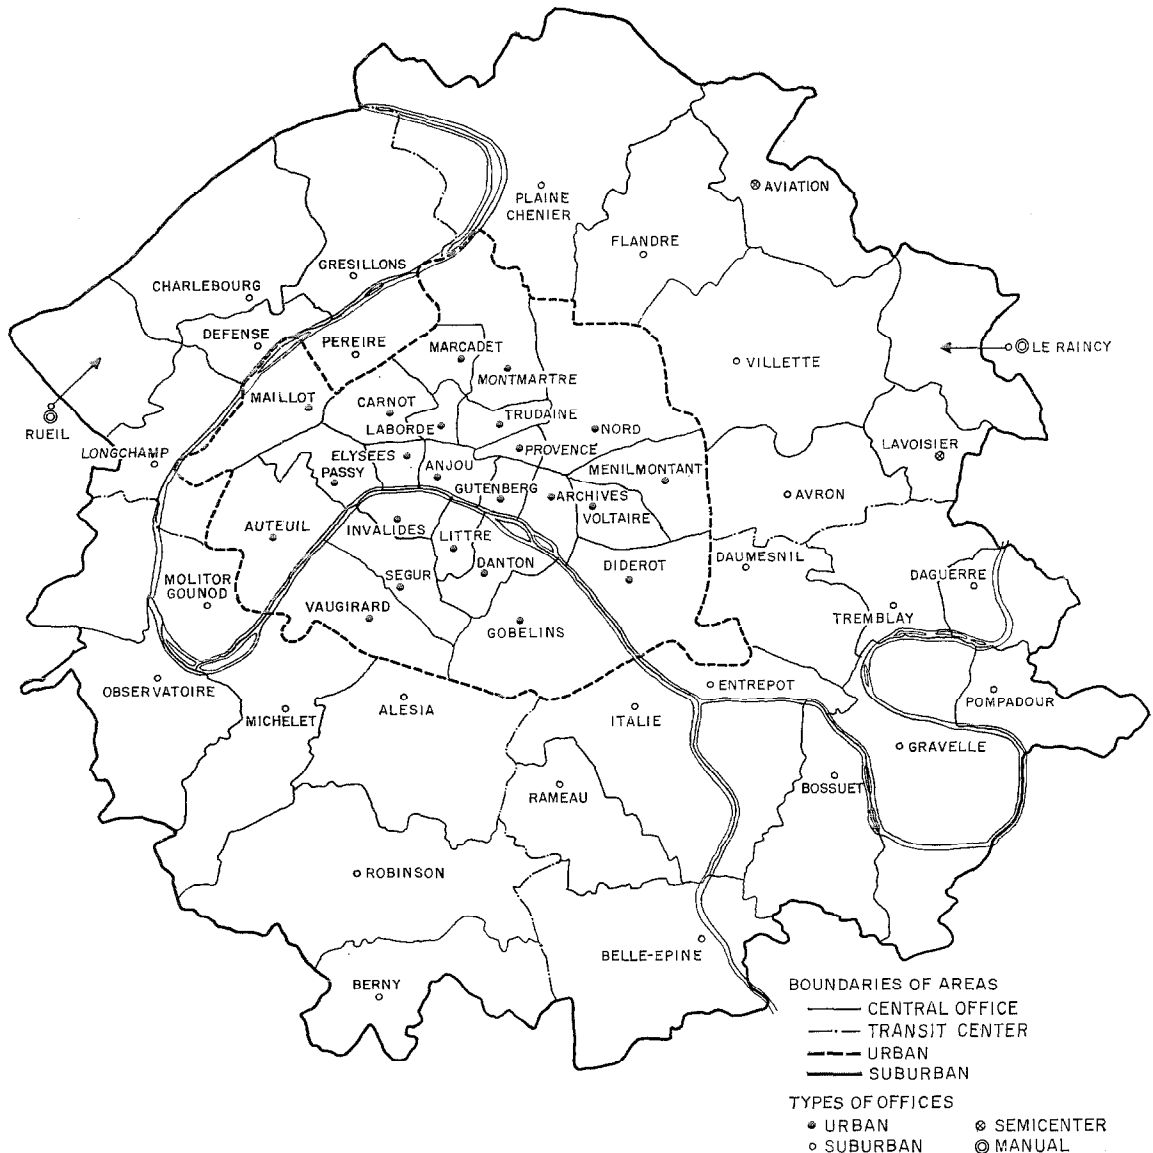 AVIATION
PLAINE
CHENIER
FLANDRE
GRESILLONS
CHARLEBOURG
DEFENSE
PEREIRE
MARCADET
LE RAINCY
VILLETTE
MONTMARTRE
MAILLOT
CARNOT
TRUDAINE
RUEIL
LABORDE
NORD
LAVOISIER
LONGCHAMP
ELYSEES
PROVENCE
PASSY
ANJOU
MENILMONTANT
GUTENBERG
ARCHIVES
AVRON
VOLTAIRE
AUTEUIL
INVALIDES
LITTRE
DANTON
DIDEROT
DAUMESNIL
MOLITOR
GOUNOD
SEGUR
DAGUERRE
VAUGIRARD
GOBELINS
TREMBLAY
OBSERVATOIRE
ENTREPOT
MICHELET
ALESIA
ITALIE
POMPADOUR
GRAVELLE
RAMEAU
BOSSUET
ROBINSON
BELLE-EPINE
BERNY
BOUNDARIES OF AREAS
CENTRAL OFFICE
TRANSIT CENTER
URBAN
SUBURBAN
TYPES OF OFFICES
URBAN SEMICENTER
SUBURBAN MANUAL